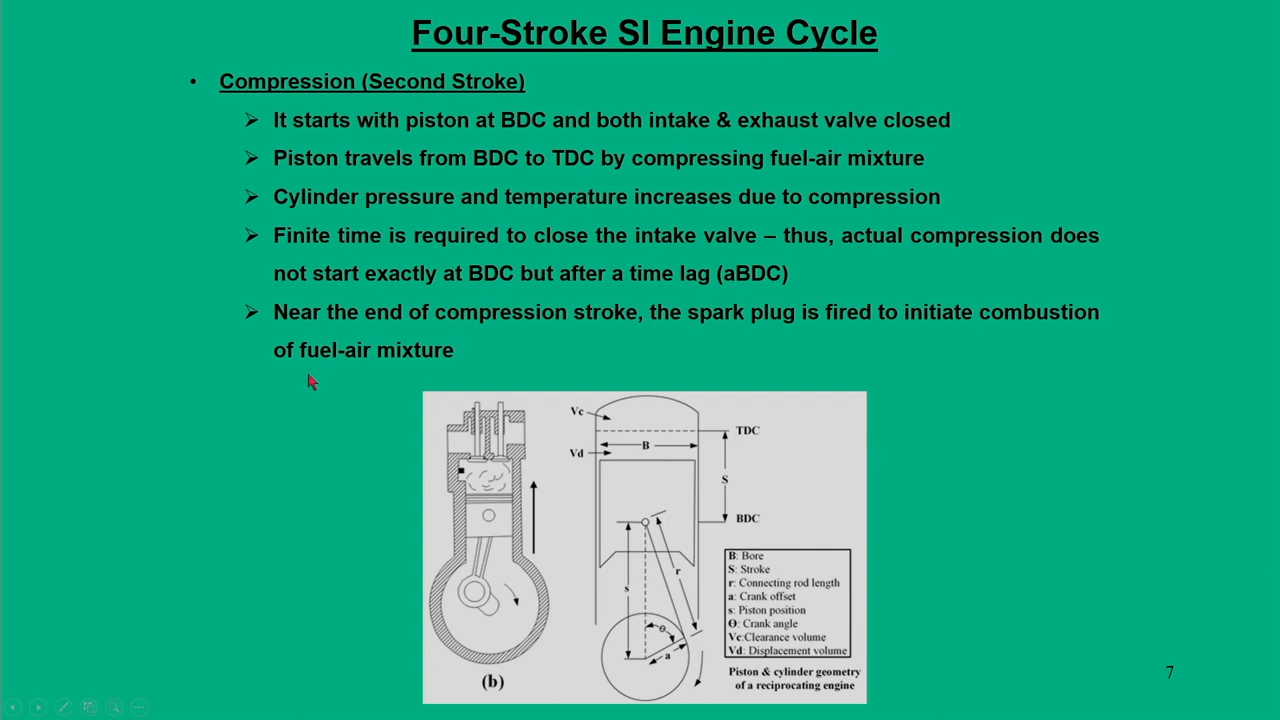 Four-Stroke SI Engine Cycle
• Compression (Second Stroke)
➢ It starts with piston at BDC and both intake & exhaust valve closed
➢ Piston travels from BDC to TDC by compressing fuel-air mixture
➢ Cylinder pressure and temperature increases due to compression
➢ Finite time is required to close the intake valve – thus, actual compression does
not start exactly at BDC but after a time lag (aBDC)
➢ Near the end of compression stroke, the spark plug is fired to initiate combustion
of fuel-air mixture
Vc
TDC
B
Vd
S
BDC
r
s
Θ
a
B: Bore
S: Stroke
r: Connecting rod length
a: Crank offset
s: Piston position
Θ: Crank angle
Vc:Clearance volume
Vd: Displacement volume
Piston & cylinder geometry
of a reciprocating engine
(b)
7